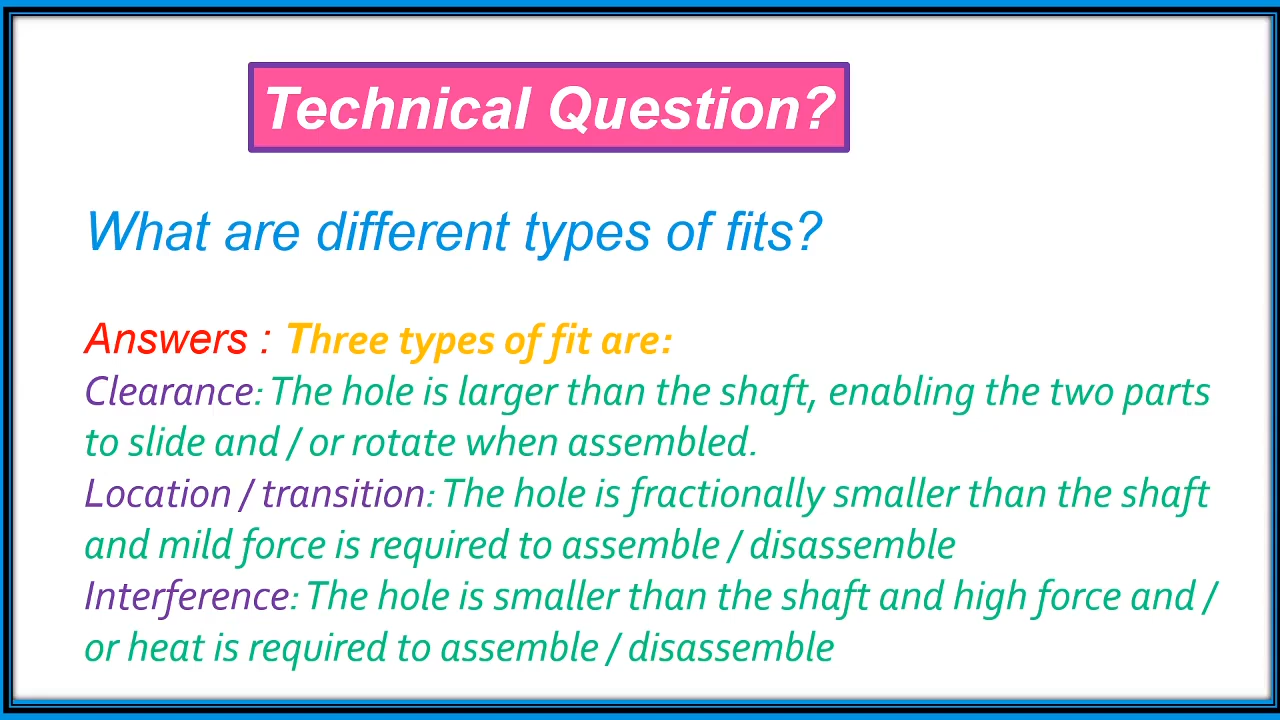 Technical Question?
What are different types of fits?
Answers : Three types of fit are:
Clearance: The hole is larger than the shaft, enabling the two parts
to slide and / or rotate when assembled.
Location / transition: The hole is fractionally smaller than the shaft
and mild force is required to assemble / disassemble
Interference: The hole is smaller than the shaft and high force and /
or heat is required to assemble / disassemble